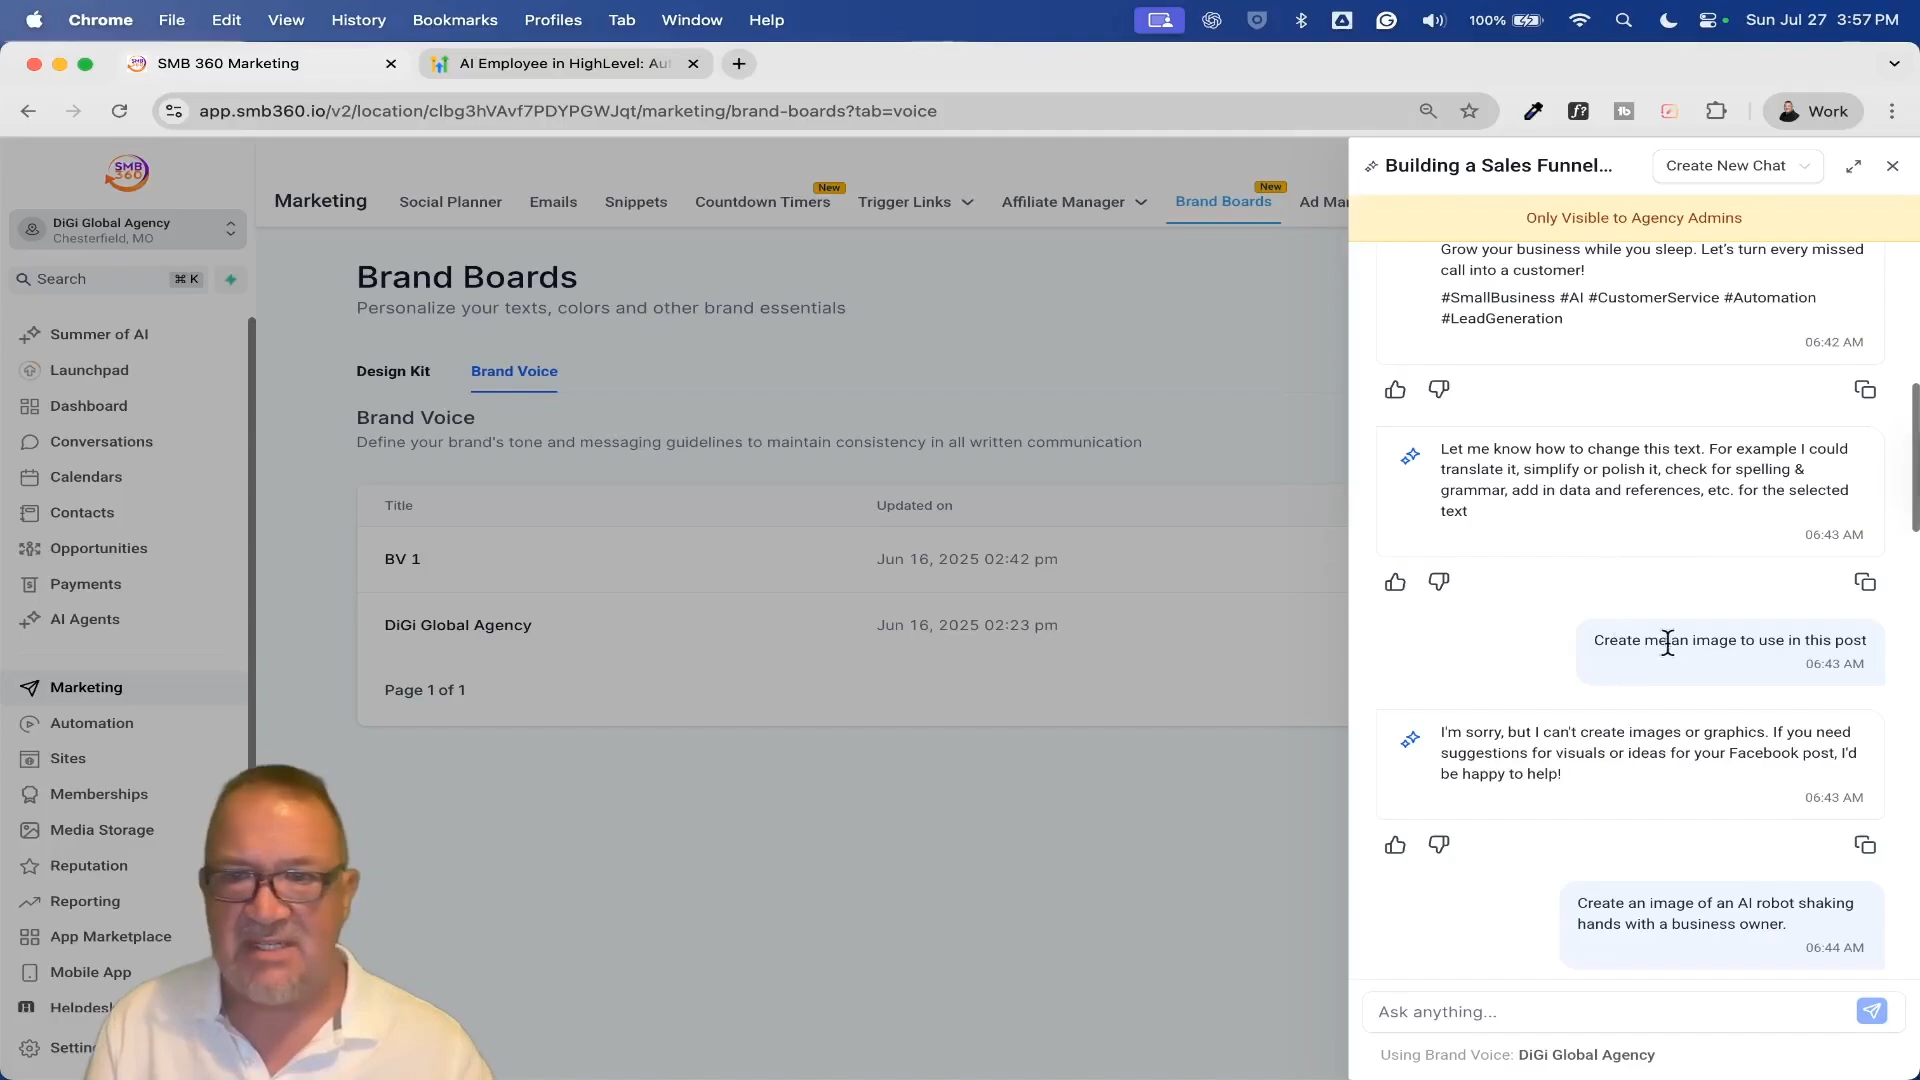 Chrome File Edit View History Bookmarks Profiles Tab Window Help
100% Sun Jul 27 3:57 PM
SMB 360 Marketing
AI Employee in HighLevel: Au
app.smb360.io/v2/location/clbg3hVAvf7PDYPGWJqt/marketing/brand-boards?tab=voice
Work
SMB
360
DiGi Global Agency
Chesterfield, MO
Search ⌘ K
Summer of AI
Launchpad
Dashboard
Conversations
Calendars
Contacts
Opportunities
Payments
AI Agents
Marketing
Automation
Sites
Memberships
Media Storage
Reputation
Reporting
App Marketplace
Mobile App
Helpdesk
Settin
Marketing Social Planner Emails Snippets Countdown Timers New Trigger Links Affiliate Manager Brand Boards New Ad Ma
Brand Boards
Personalize your texts, colors and other brand essentials
Design Kit Brand Voice
Brand Voice
Define your brand's tone and messaging guidelines to maintain consistency in all written communication
Title Updated on
BV 1 Jun 16, 2025 02:42 pm
DiGi Global Agency Jun 16, 2025 02:23 pm
Page 1 of 1
Building a Sales Funnel... Create New Chat
Only Visible to Agency Admins
Grow your business while you sleep. Let's turn every missed
call into a customer!
#SmallBusiness #AI #CustomerService #Automation
#LeadGeneration
06:42 AM
Let me know how to change this text. For example I could
translate it, simplify or polish it, check for spelling &
grammar, add in data and references, etc. for the selected
text
06:43 AM
Create me an image to use in this post
06:43 AM
I'm sorry, but I can't create images or graphics. If you need
suggestions for visuals or ideas for your Facebook post, I'd
be happy to help!
06:43 AM
Create an image of an AI robot shaking
hands with a business owner.
06:44 AM
Ask anything...
Using Brand Voice: DiGi Global Agency